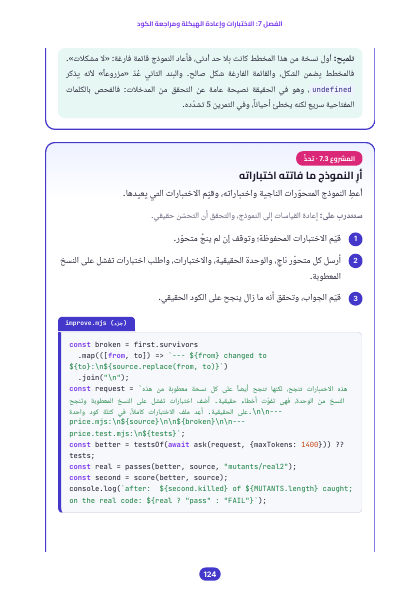 الفصل 7: الاختبارات وإعادة الهيكلة ومراجعة الكود
تلميح: أول نسخة من هذا المخطط كانت بلا حد أدنى، فأعاد النموذج قائمة فارغة: «لا مشكلات».
فالمخطط يضمن الشكل، والقائمة الفارغة شكل صالح. والبند الثاني عُدّ «مزروعاً» لأنه يذكر
undefined، وهو في الحقيقة نصيحة عامة عن التحقق من المدخلات: فالفحص بالكلمات
المفتاحية سريع لكنه يخطئ أحياناً، وفي التمرين 5 تشدّده.
المشروع 7.3 · تحدٍّ
أرِ النموذج ما فاتته اختباراته
أعطِ النموذج المتحوّرات الناجية واختباراته، وقيّم الاختبارات التي يعيدها.
ستتدرب على: إعادة القياسات إلى النموذج، والتحقق أن التحسّن حقيقي.
1 قيّم الاختبارات المحفوظة؛ وتوقف إن لم ينجُ متحوّر.
2 أرسل كل متحوّر ناجٍ، والوحدة الحقيقية، والاختبارات، واطلب اختبارات تفشل على النسخ
المعطوبة.
3 قيّم الجواب، وتحقق أنه ما زال ينجح على الكود الحقيقي.
improve.mjs (جزء)
const broken = first.survivors
.map(([from, to]) => `--- ${from} changed to
${to}:\n${source.replace(from, to)}`)
.join("\n");
const request = `هذه الاختبارات تنجح، لكنها تنجح أيضاً على كل نسخة معطوبة من هذه
النسخ من الوحدة، فهي تفوّت أخطاء حقيقية. أضف اختبارات تفشل على النسخ المعطوبة وتنجح
على الحقيقية. أعد ملف الاختبارات كاملاً، في كتلة كود واحدة.\n\n---
price.mjs:\n${source}\n\n${broken}\n\n---
price.test.mjs:\n${tests}`;
const better = testsOf(await ask(request, {maxTokens: 1400})) ??
tests;
const real = passes(better, source, "mutants/real2");
const second = score(better, source);
console.log(`after: ${second.killed} of ${MUTANTS.length} caught;
on the real code: ${real ? "pass" : "FAIL"}`);
124